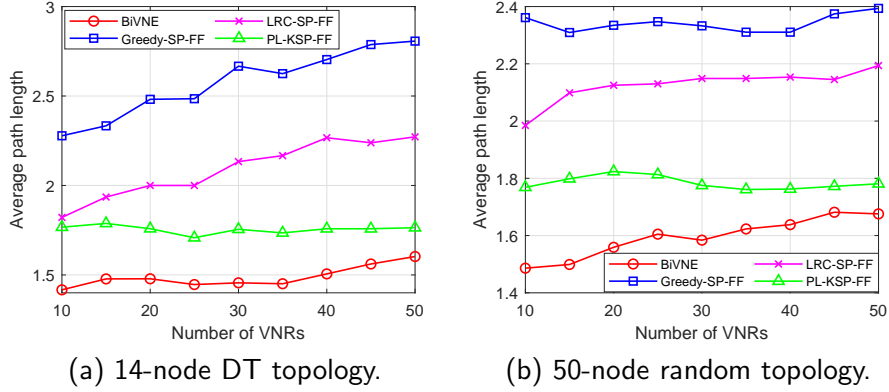 BiVNE
Greedy-SP-FF
LRC-SP-FF
PL-KSP-FF
3
2.5
2
1.5
10 20 30 40 50
Average path length
Number of VNRs
(a) 14-node DT topology.
2.4
2.2
2
1.8
1.6
1.4
10 20 30 40 50
Average path length
BiVNE
Greedy-SP-FF
LRC-SP-FF
PL-KSP-FF
Number of VNRs
(b) 50-node random topology.